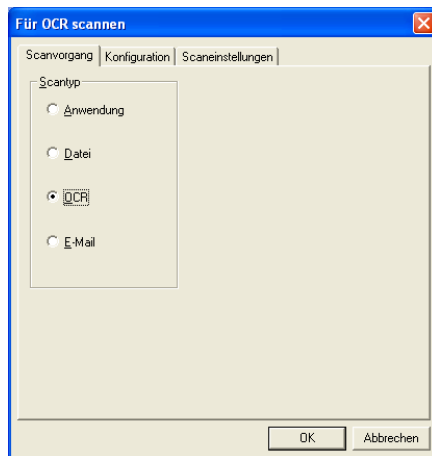 Für OCR scannen
Scanvorgang Konfiguration Scaneinstellungen
Scantyp
Anwendung
Datei
OCR
E-Mail
OK Abbrechen